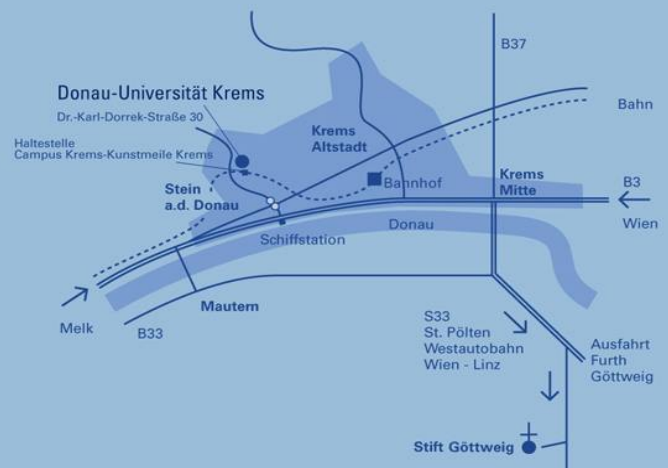 B37
Donau-Universität Krems
Dr.-Karl-Dorrek-Straße 30
Bahn
Krems
Altstadt
Haltestelle
Campus Krems-Kunstmeile Krems
Krems
Mitte
Bahnhof
B3
Stein
a.d. Donau
Wien
Donau
Schiffstation
Mautern
Melk
B33
S33
St. Pölten
Westautobahn
Wien - Linz
Ausfahrt
Furth
Göttweig
Stift Göttweig